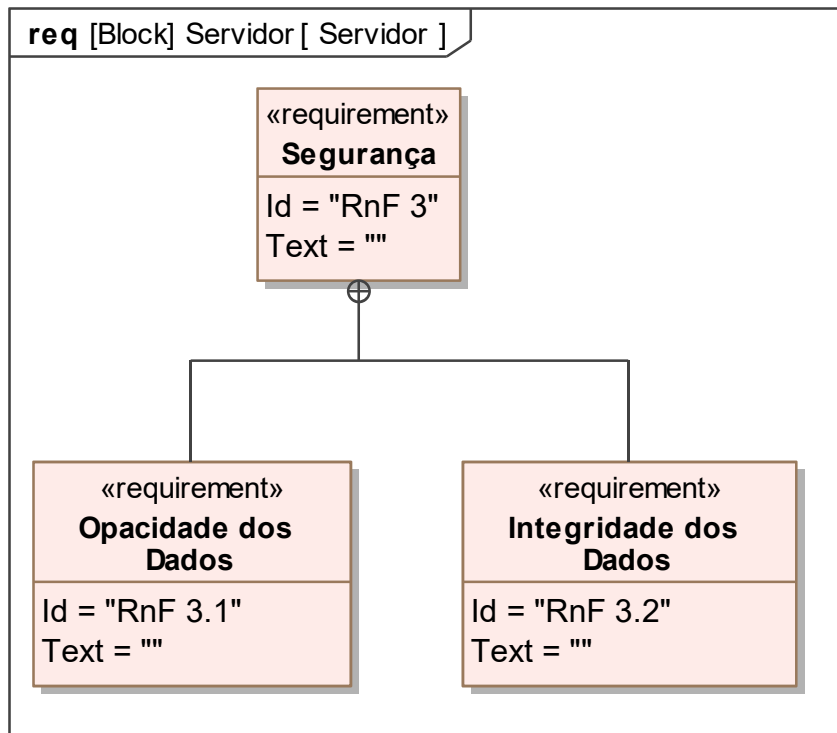 req [Block] Servidor [ Servidor ]
«requirement»
Segurança
Id = "RnF 3"
Text = ""
«requirement»
Opacidade dos
Dados
Id = "RnF 3.1"
Text = ""
«requirement»
Integridade dos
Dados
Id = "RnF 3.2"
Text = ""